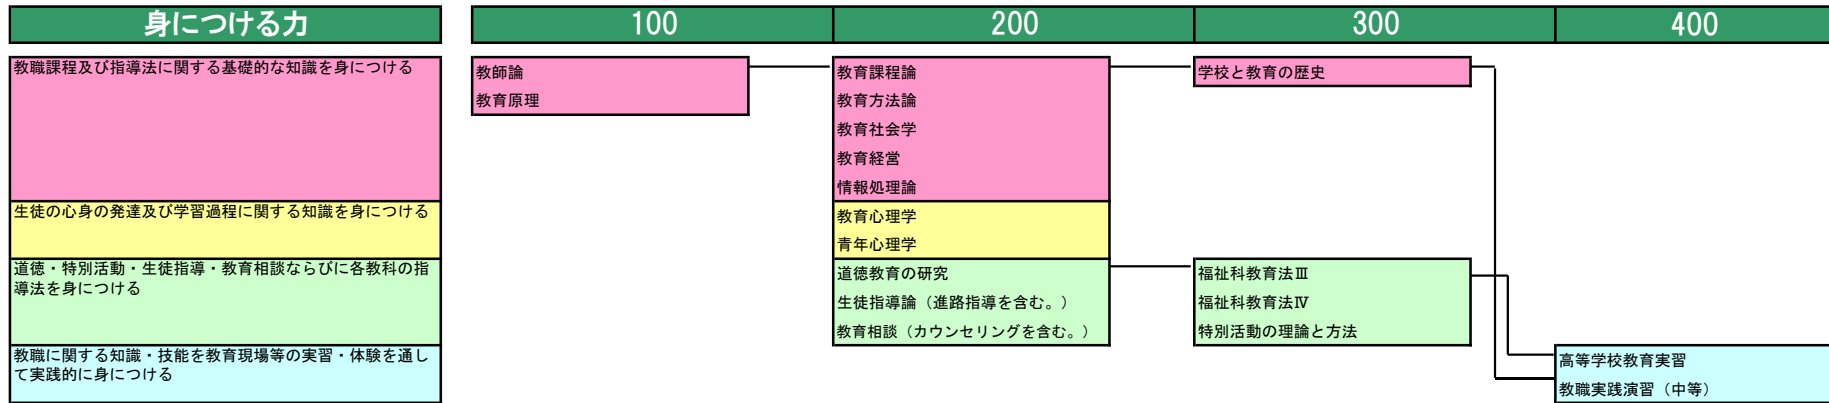 身につける力
100
200
300
400
教職課程及び指導法に関する基礎的な知識を身につける
教師論
教育原理
教育課程論
教育方法論
教育社会学
教育経営
情報処理論
学校と教育の歴史
生徒の心身の発達及び学習過程に関する知識を身につける
教育心理学
青年心理学
道徳・特別活動・生徒指導・教育相談ならびに各教科の指
導法を身につける
道徳教育の研究
生徒指導論（進路指導を含む。）
教育相談（カウンセリングを含む。）
福祉科教育法Ⅲ
福祉科教育法Ⅳ
特別活動の理論と方法
教職に関する知識・技能を教育現場等の実習・体験を通し
て実践的に身につける
高等学校教育実習
教職実践演習（中等）